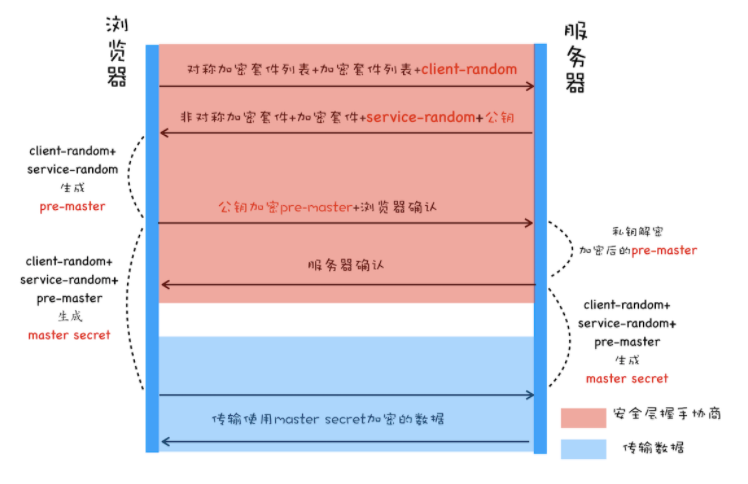 浏览器
服务器
对称加密套件列表+加密套件列表+client-random
非对称加密套件+加密套件+service-random+公钥
client-random+
service-random
生成
pre-master
公钥加密pre-master+浏览器确认
私钥解密
加密后的pre-master
client-random+
service-random+
pre-master
生成
master secret
服务器确认
client-random+
service-random+
pre-master
生成
master secret
传输使用master secret加密的数据
安全层握手协商
传输数据